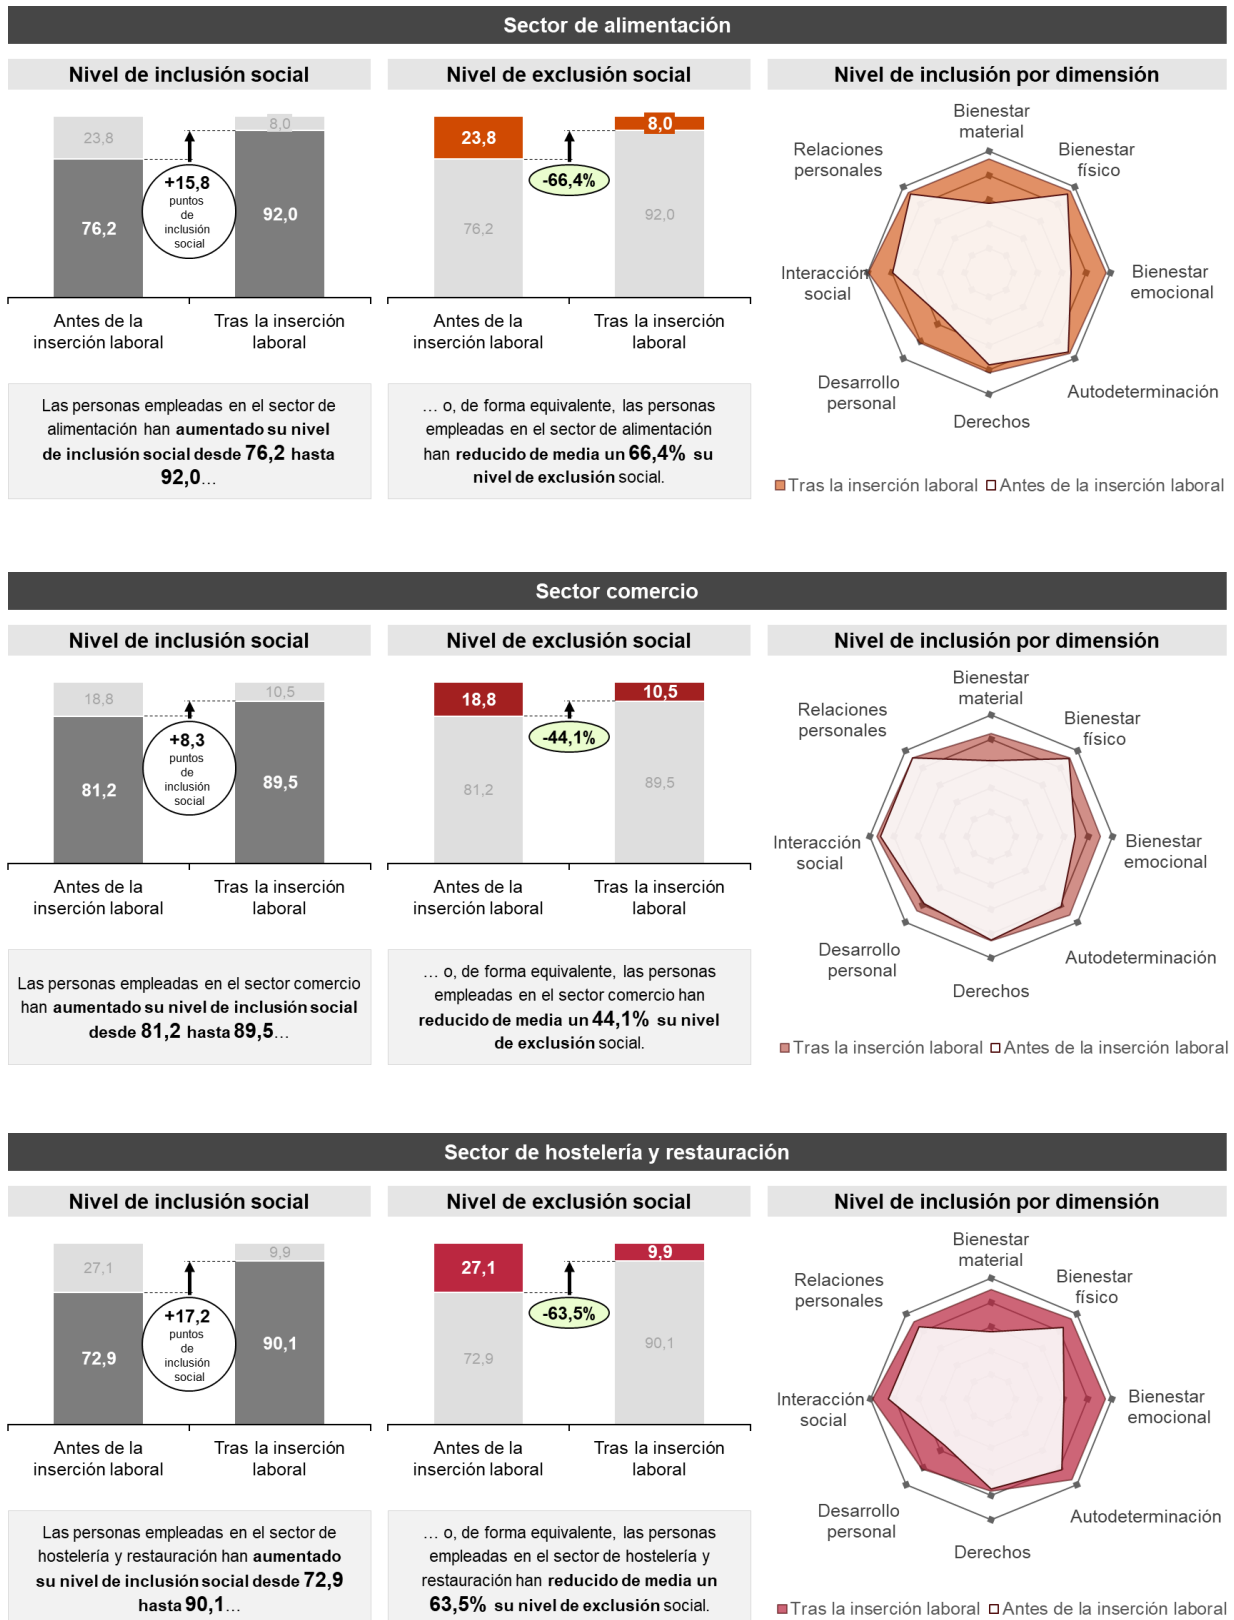 Sector de alimentación
Nivel de inclusión social
23,8
8,0
+15,8
puntos
de
inclusión
social
76,2
92,0
Antes de la
inserción laboral
Tras la inserción
laboral
Las personas empleadas en el sector de
alimentación han aumentado su nivel
de inclusión social desde 76,2 hasta
92,0…
Nivel de exclusión social
23,8
8,0
-66,4%
76,2
92,0
Antes de la
inserción laboral
Tras la inserción
laboral
… o, de forma equivalente, las personas
empleadas en el sector de alimentación
han reducido de media un 66,4% su
nivel de exclusión social.
Nivel de inclusión por dimensión
Bienestar
material
Bienestar
físico
Bienestar
emocional
Autodeterminación
Derechos
Desarrollo
personal
Interacción
social
Relaciones
personales
Tras la inserción laboral
Antes de la inserción laboral
Sector comercio
Nivel de inclusión social
18,8
10,5
+8,3
puntos
de
inclusión
social
81,2
89,5
Antes de la
inserción laboral
Tras la inserción
laboral
Las personas empleadas en el sector comercio
han aumentado su nivel de inclusión social
desde 81,2 hasta 89,5…
Nivel de exclusión social
18,8
10,5
-44,1%
81,2
89,5
Antes de la
inserción laboral
Tras la inserción
laboral
… o, de forma equivalente, las personas
empleadas en el sector comercio han
reducido de media un 44,1% su nivel
de exclusión social.
Nivel de inclusión por dimensión
Bienestar
material
Bienestar
físico
Bienestar
emocional
Autodeterminación
Derechos
Desarrollo
personal
Interacción
social
Relaciones
personales
Tras la inserción laboral
Antes de la inserción laboral
Sector de hostelería y restauración
Nivel de inclusión social
27,1
9,9
+17,2
puntos
de
inclusión
social
72,9
90,1
Antes de la
inserción laboral
Tras la inserción
laboral
Las personas empleadas en el sector de
hostelería y restauración han aumentado
su nivel de inclusión social desde 72,9
hasta 90,1…
Nivel de exclusión social
27,1
9,9
-63,5%
72,9
90,1
Antes de la
inserción laboral
Tras la inserción
laboral
… o, de forma equivalente, las personas
empleadas en el sector de hostelería y
restauración han reducido de media un
63,5% su nivel de exclusión social.
Nivel de inclusión por dimensión
Bienestar
material
Bienestar
físico
Bienestar
emocional
Autodeterminación
Derechos
Desarrollo
personal
Interacción
social
Relaciones
personales
Tras la inserción laboral
Antes de la inserción laboral